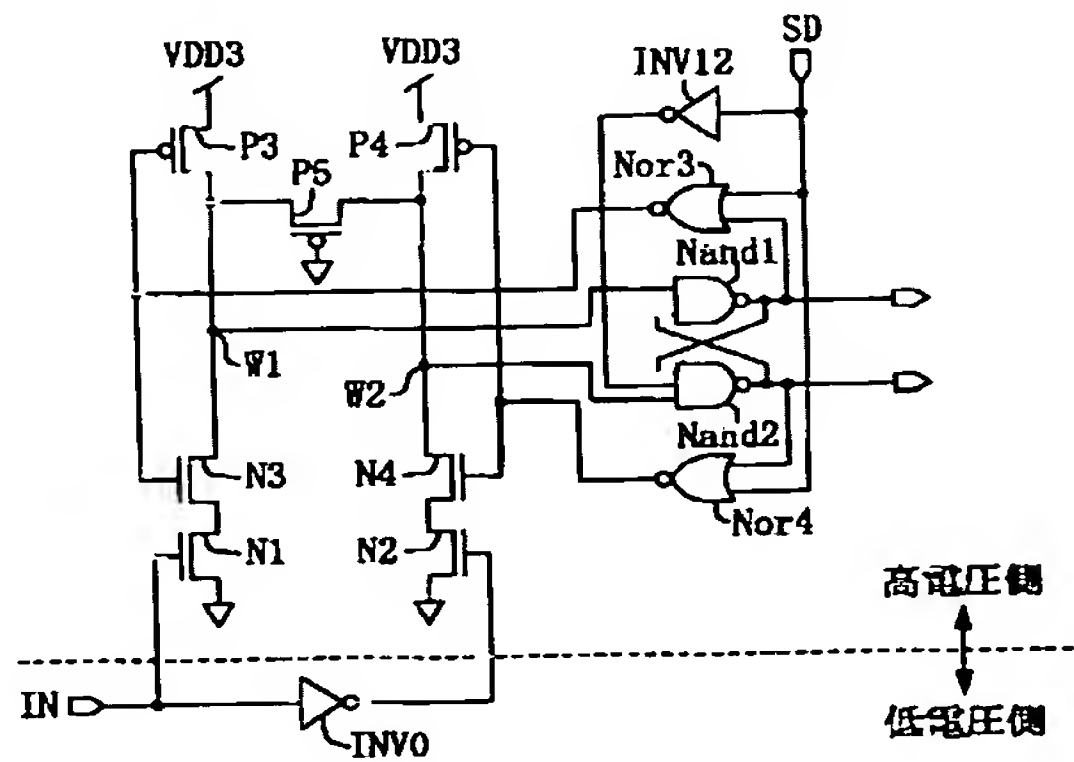 SD
VDD3
VDD3
INV12
P3
P4
P5
Nor3
Nand1
W1
W2
Nand2
N3
N4
Nor4
N1
N2
高電圧側
IN
低電圧側
INV0